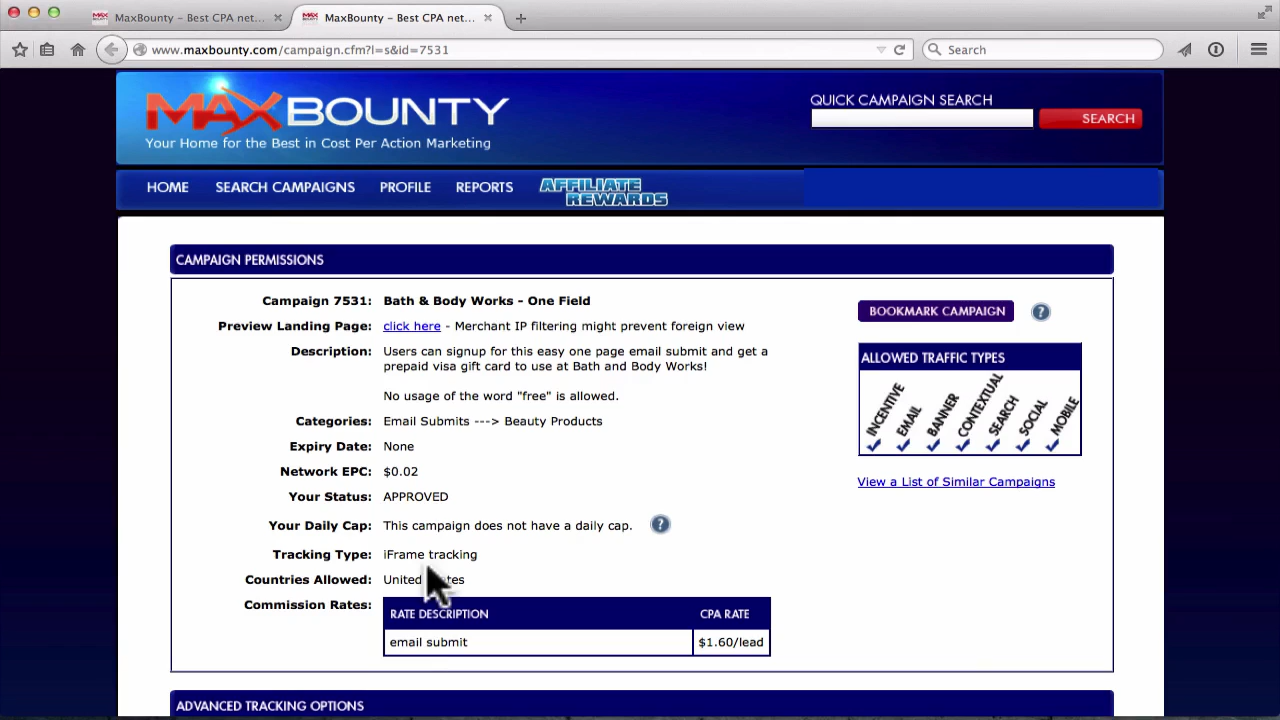 MaxBounty – Best CPA net...
MaxBounty – Best CPA net...
www.maxbounty.com/campaign.cfm?l=s&id=7531
Search
MAXBOUNTY
Your Home for the Best in Cost Per Action Marketing
QUICK CAMPAIGN SEARCH
SEARCH
HOME SEARCH CAMPAIGNS PROFILE REPORTS AFFILIATE REWARDS
CAMPAIGN PERMISSIONS
Campaign 7531: Bath & Body Works - One Field
Preview Landing Page: click here - Merchant IP filtering might prevent foreign view
Description: Users can signup for this easy one page email submit and get a
prepaid visa gift card to use at Bath and Body Works!
No usage of the word "free" is allowed.
Categories: Email Submits ---> Beauty Products
Expiry Date: None
Network EPC: $0.02
Your Status: APPROVED
Your Daily Cap: This campaign does not have a daily cap. ?
Tracking Type: iFrame tracking
Countries Allowed: United
Commission Rates:
RATE DESCRIPTION CPA RATE
email submit $1.60/lead
BOOKMARK CAMPAIGN ?
ALLOWED TRAFFIC TYPES
INCENTIVE EMAIL BANNER CONTEXTUAL SEARCH SOCIAL MOBILE
View a List of Similar Campaigns
ADVANCED TRACKING OPTIONS